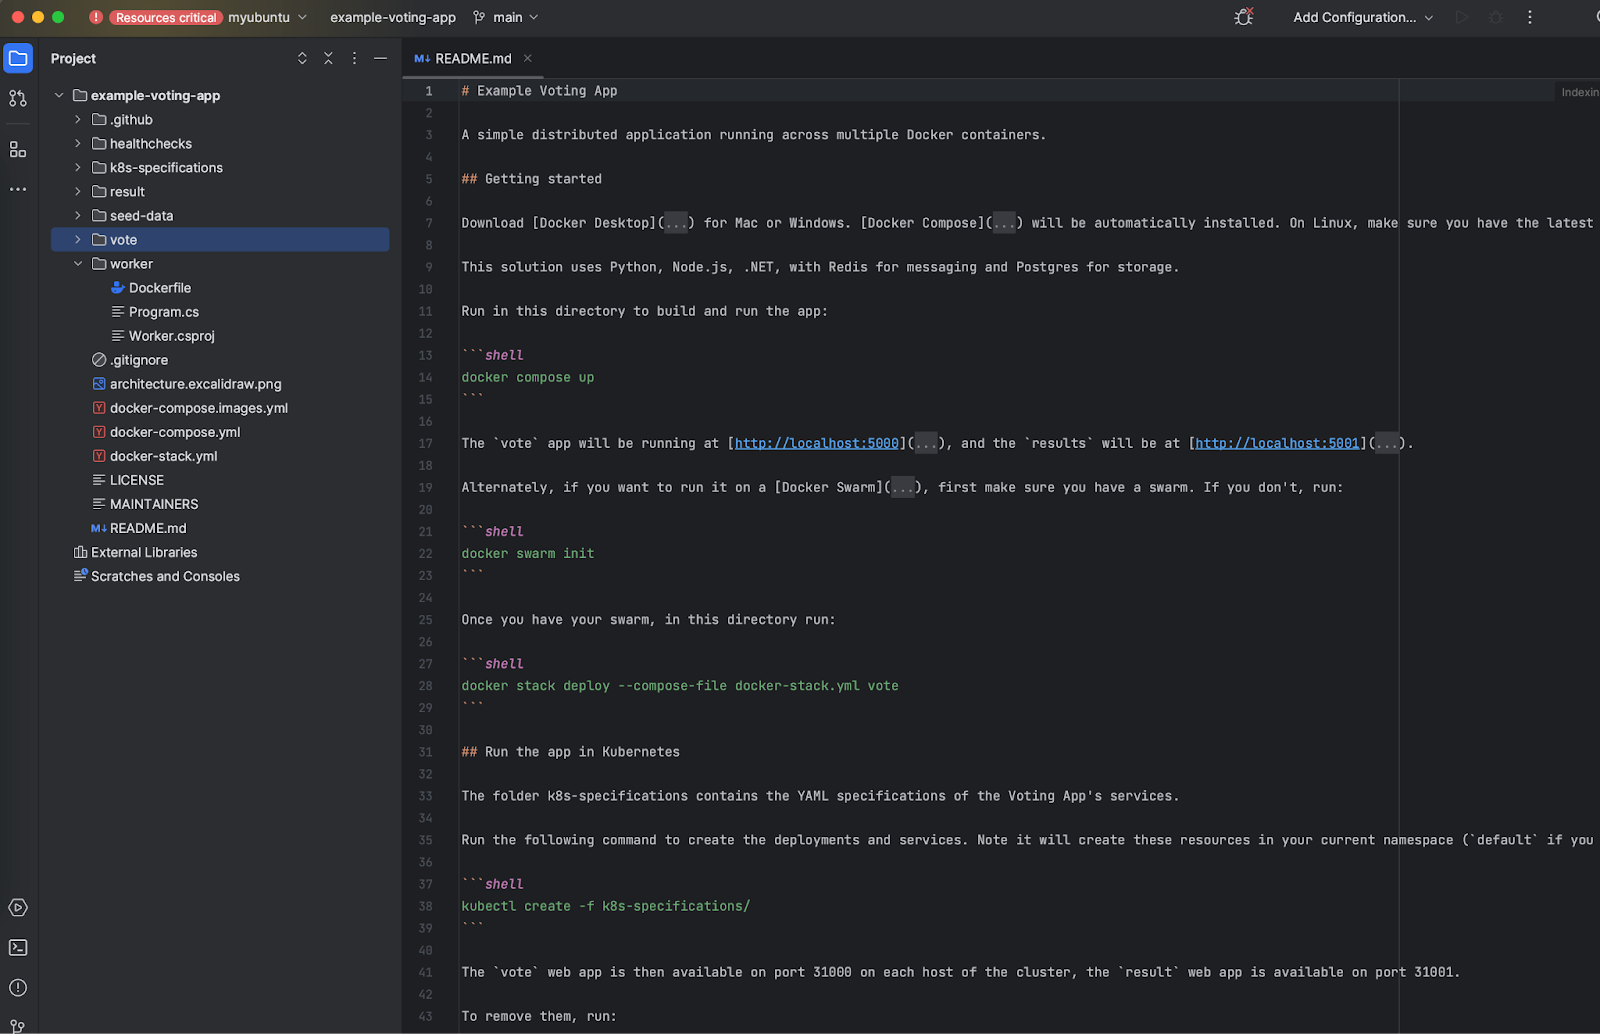 Resources critical myubuntu example-voting-app main Add Configuration...
Project
example-voting-app
.github
healthchecks
k8s-specifications
result
seed-data
vote
worker
Dockerfile
Program.cs
Worker.csproj
.gitignore
architecture.excalidraw.png
docker-compose.images.yml
docker-compose.yml
docker-stack.yml
LICENSE
MAINTAINERS
README.md
External Libraries
Scratches and Consoles
README.md
Indexin
1 # Example Voting App
2
3 A simple distributed application running across multiple Docker containers.
4
5 ## Getting started
6
7 Download [Docker Desktop](...) for Mac or Windows. [Docker Compose](...) will be automatically installed. On Linux, make sure you have the latest
8
9 This solution uses Python, Node.js, .NET, with Redis for messaging and Postgres for storage.
10
11 Run in this directory to build and run the app:
12
13 ```shell
14 docker compose up
15 ```
16
17 The `vote` app will be running at [http://localhost:5000](...), and the `results` will be at [http://localhost:5001](...).
18
19 Alternately, if you want to run it on a [Docker Swarm](...), first make sure you have a swarm. If you don't, run:
20
21 ```shell
22 docker swarm init
23 ```
24
25 Once you have your swarm, in this directory run:
26
27 ```shell
28 docker stack deploy --compose-file docker-stack.yml vote
29 ```
30
31 ## Run the app in Kubernetes
32
33 The folder k8s-specifications contains the YAML specifications of the Voting App's services.
34
35 Run the following command to create the deployments and services. Note it will create these resources in your current namespace (`default` if you
36
37 ```shell
38 kubectl create -f k8s-specifications/
39 ```
40
41 The `vote` web app is then available on port 31000 on each host of the cluster, the `result` web app is available on port 31001.
42
43 To remove them, run: